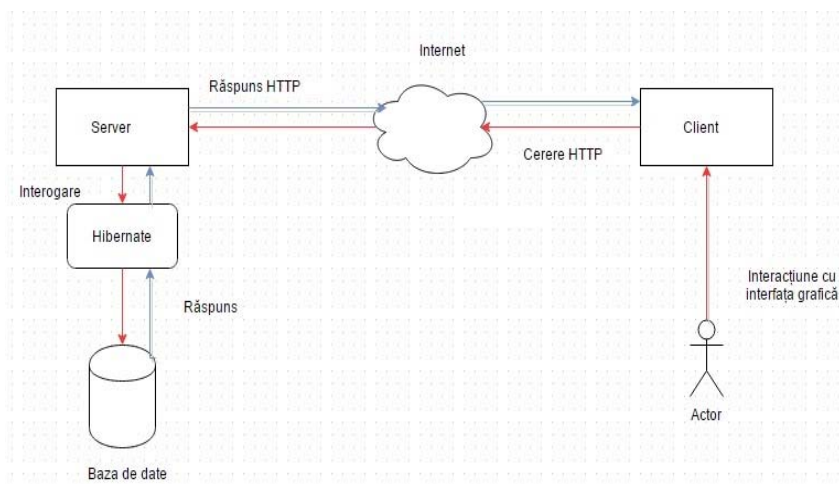 Internet
Răspuns HTTP
Server
Client
Cerere HTTP
Interogare
Hibernate
Interacțiune cu
interfața grafică
Răspuns
Actor
Baza de date